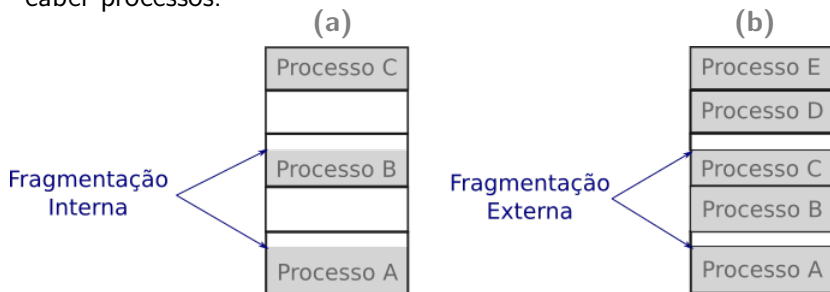 caber processos.
(a)
(b)
Processo C
Processo B
Processo A
Fragmentação
Interna
Processo E
Processo D
Processo C
Processo B
Processo A
Fragmentação
Externa